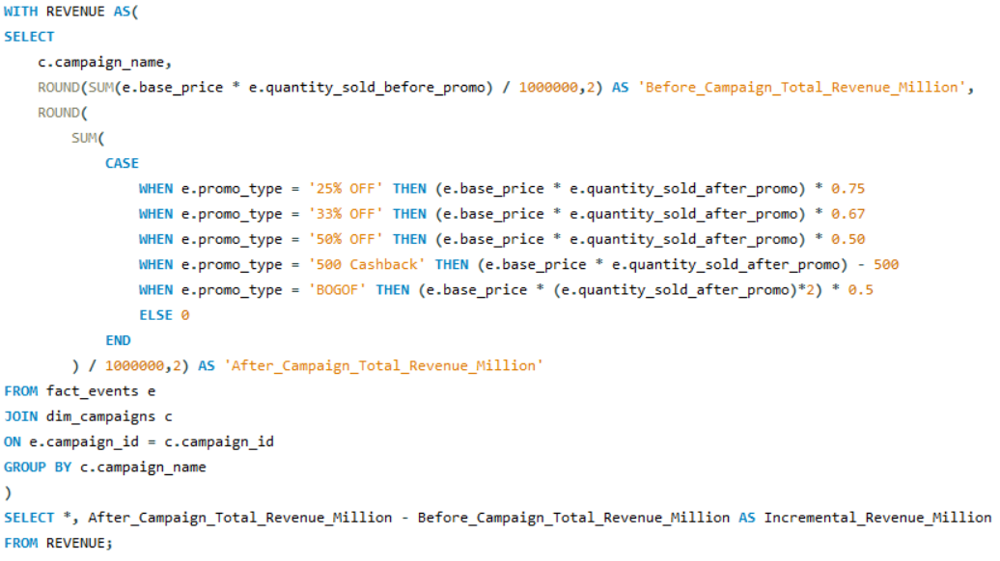 WITH REVENUE AS(
SELECT
    c.campaign_name,
    ROUND(SUM(e.base_price * e.quantity_sold_before_promo) / 1000000,2) AS 'Before_Campaign_Total_Revenue_Million',
    ROUND(
        SUM(
            CASE
                WHEN e.promo_type = '25% OFF' THEN (e.base_price * e.quantity_sold_after_promo) * 0.75
                WHEN e.promo_type = '33% OFF' THEN (e.base_price * e.quantity_sold_after_promo) * 0.67
                WHEN e.promo_type = '50% OFF' THEN (e.base_price * e.quantity_sold_after_promo) * 0.50
                WHEN e.promo_type = '500 Cashback' THEN (e.base_price * e.quantity_sold_after_promo) - 500
                WHEN e.promo_type = 'BOGOF' THEN (e.base_price * (e.quantity_sold_after_promo)*2) * 0.5
                ELSE 0
            END
        ) / 1000000,2) AS 'After_Campaign_Total_Revenue_Million'
FROM fact_events e
JOIN dim_campaigns c
ON e.campaign_id = c.campaign_id
GROUP BY c.campaign_name
)
SELECT *, After_Campaign_Total_Revenue_Million - Before_Campaign_Total_Revenue_Million AS Incremental_Revenue_Million
FROM REVENUE;